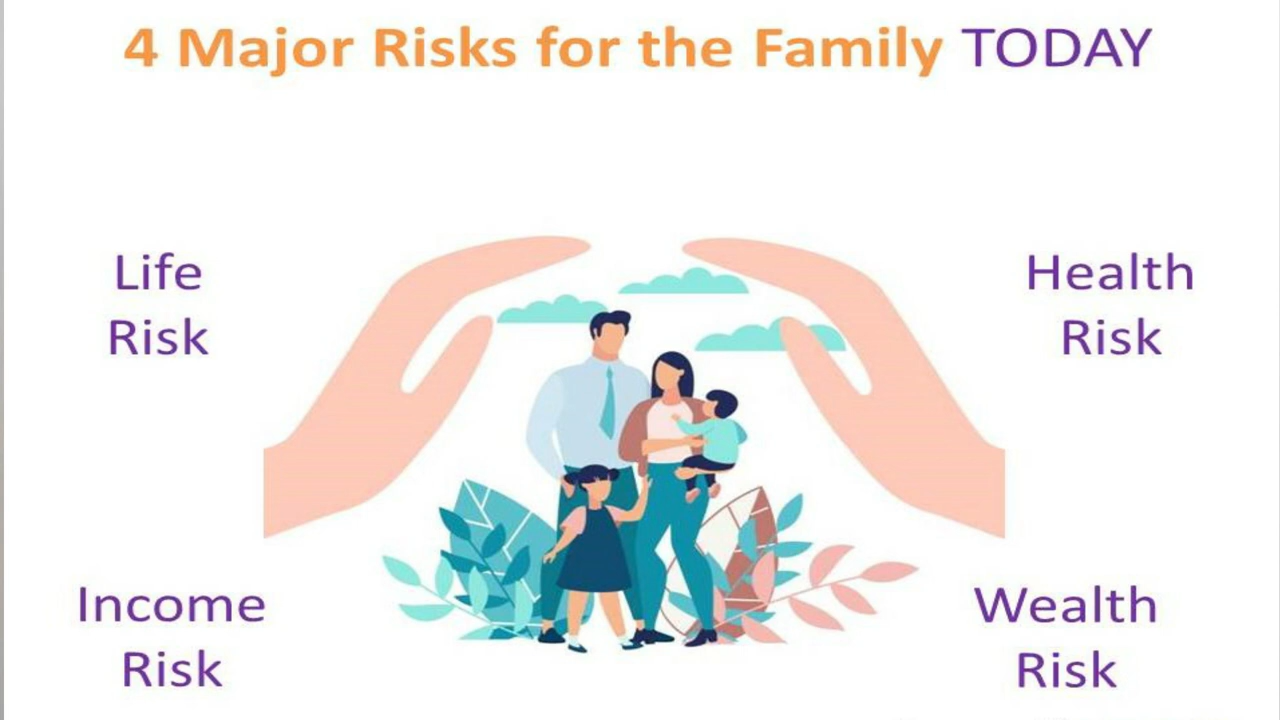 4 Major Risks for the Family TODAY
Life
Risk
Health
Risk
Income
Risk
Wealth
Risk